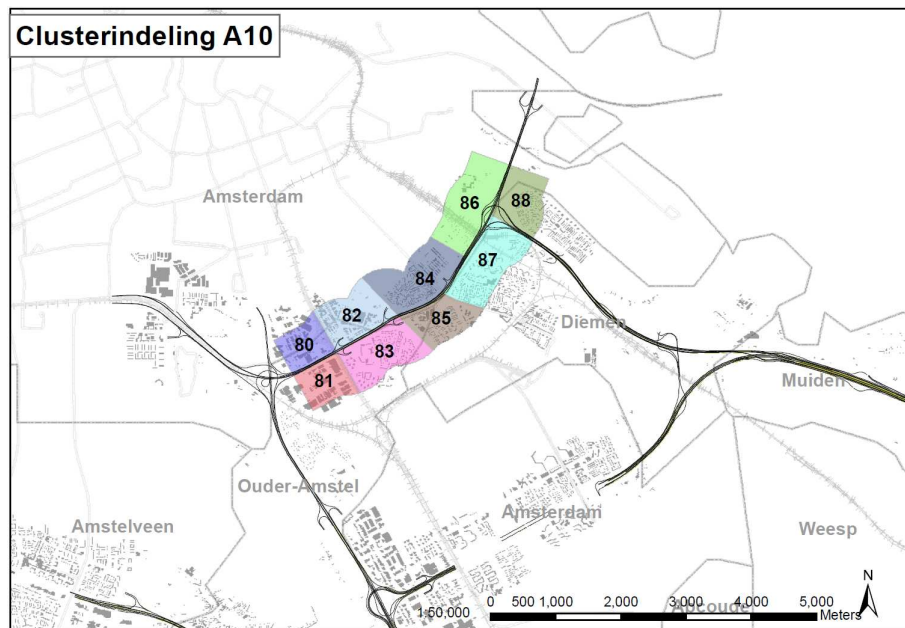 Clusterindeling A10
Amsterdam
86
88
87
84
82
85
80
83
81
Diemen
Muiden
Ouder-Amstel
Amsterdam
Amstelveen
Weesp
N
Abcoude
1:50,000
0 500 1,000 2,000 3,000 4,000 5,000
Meters